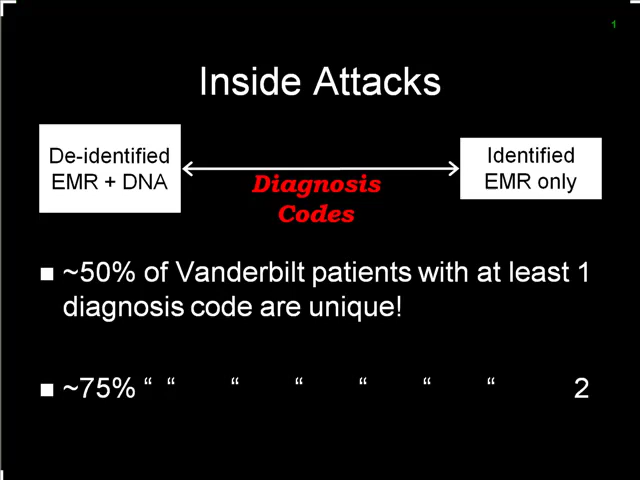 1
Inside Attacks
De-identified
EMR + DNA
Diagnosis
Codes
Identified
EMR only
~50% of Vanderbilt patients with at least 1
diagnosis code are unique!
~75% “ “ “ “ “ “ “ 2